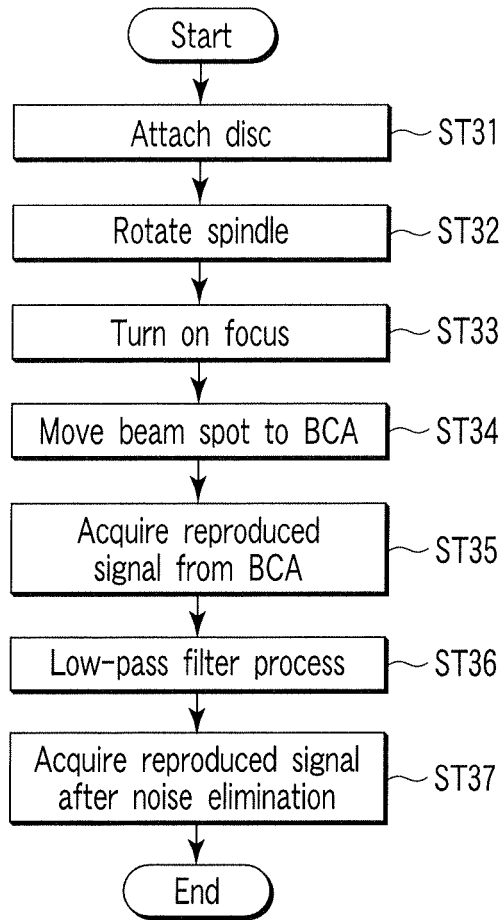 Start
Attach disc
ST31
Rotate spindle
ST32
Turn on focus
ST33
Move beam spot to BCA
ST34
Acquire reproduced
signal from BCA
ST35
Low-pass filter process
ST36
Acquire reproduced signal
after noise elimination
ST37
End